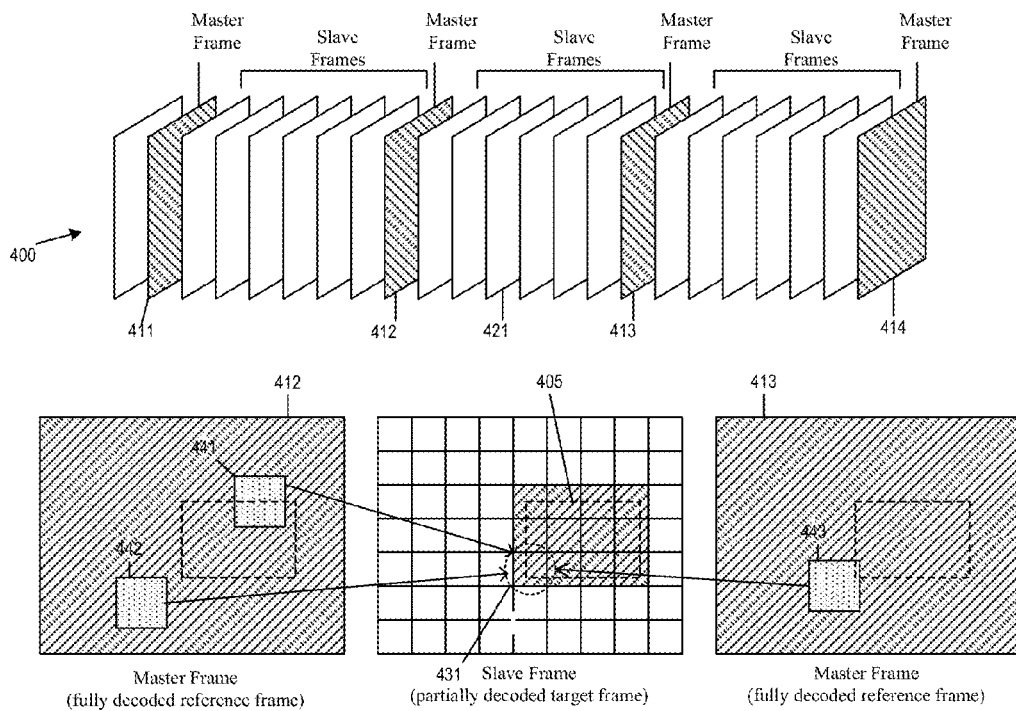 Master
Frame
Slave
Frames
Master
Frame
Slave
Frames
Master
Frame
Slave
Frames
Master
Frame
400
411
412
421
413
414
412
405
413
441
442
443
431
Master Frame
(fully decoded reference frame)
Slave Frame
(partially decoded target frame)
Master Frame
(fully decoded reference frame)